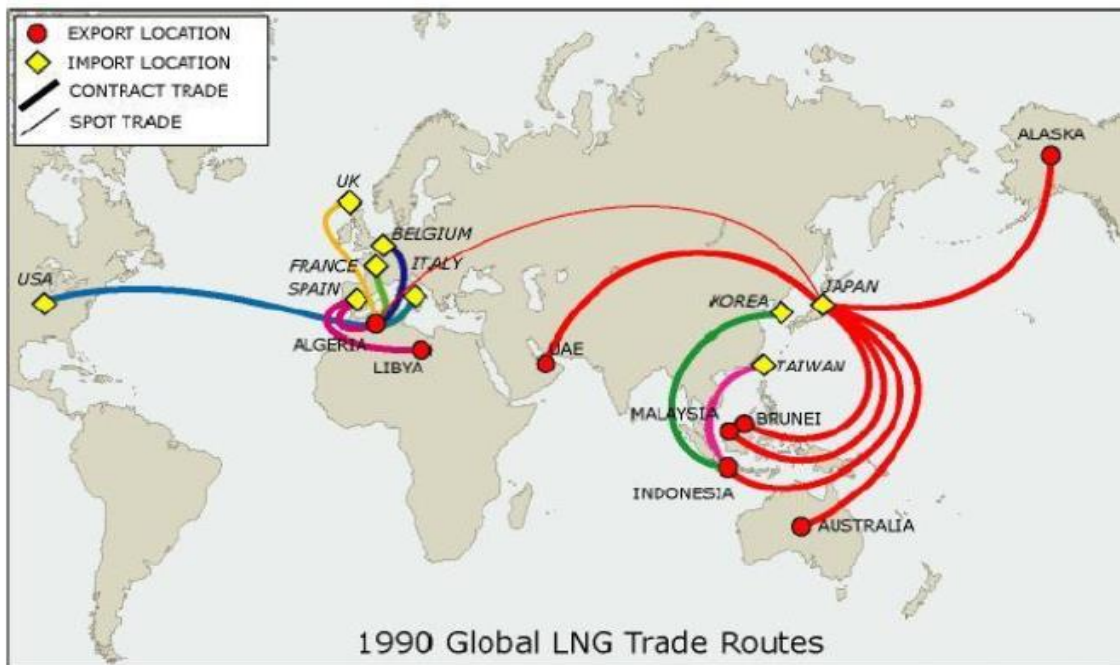 EXPORT LOCATION
IMPORT LOCATION
CONTRACT TRADE
SPOT TRADE
ALASKA
UK
BELGIUM
FRANCE
ITALY
USA
SPAIN
JAPAN
KOREA
ALGERIA
LIBYA
UAE
TAIWAN
MALAYSIA
BRUNEI
INDONESIA
AUSTRALIA
1990 Global LNG Trade Routes